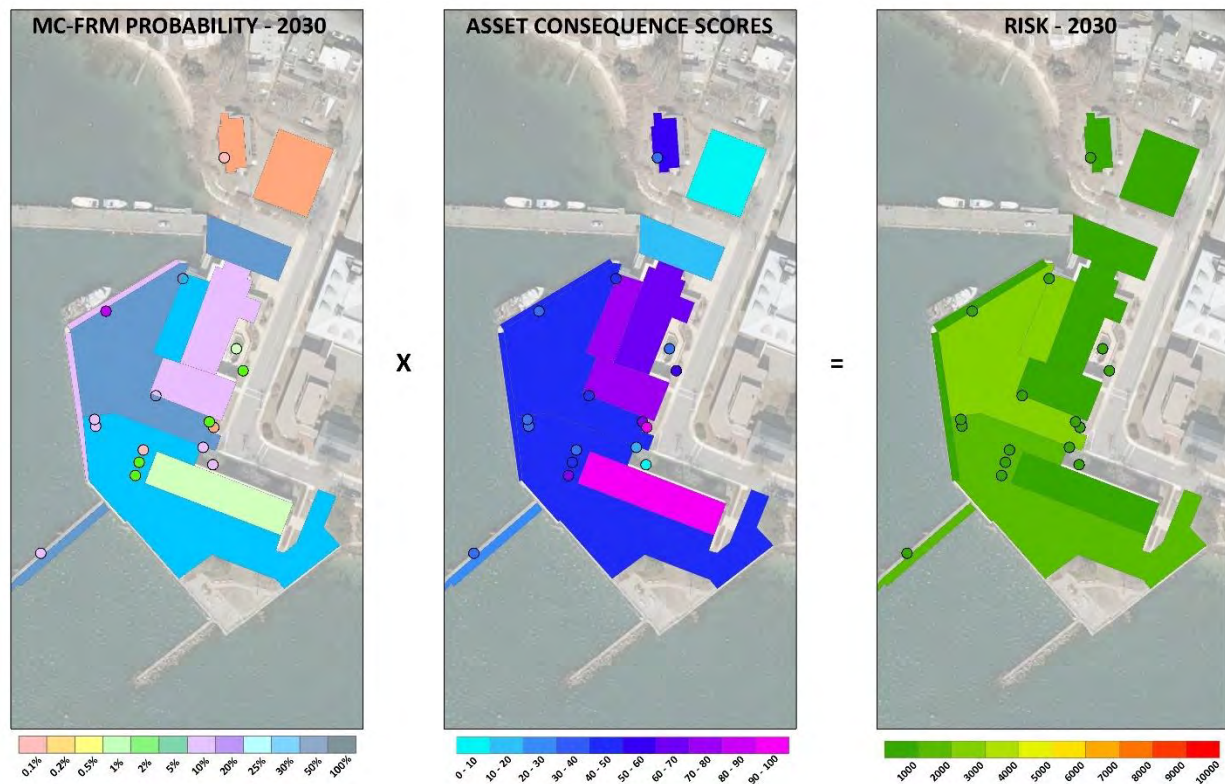 MC-FRM PROBABILITY - 2030
ASSET CONSEQUENCE SCORES
RISK - 2030
X
=
0.1%
0.2%
0.5%
1%
2%
5%
10%
20%
25%
30%
50%
100%
0 - 10
10 - 20
20 - 30
30 - 40
40 - 50
50 - 60
60 - 70
70 - 80
80 - 90
90 - 100
1000
2000
3000
4000
5000
6000
7000
8000
9000
10000